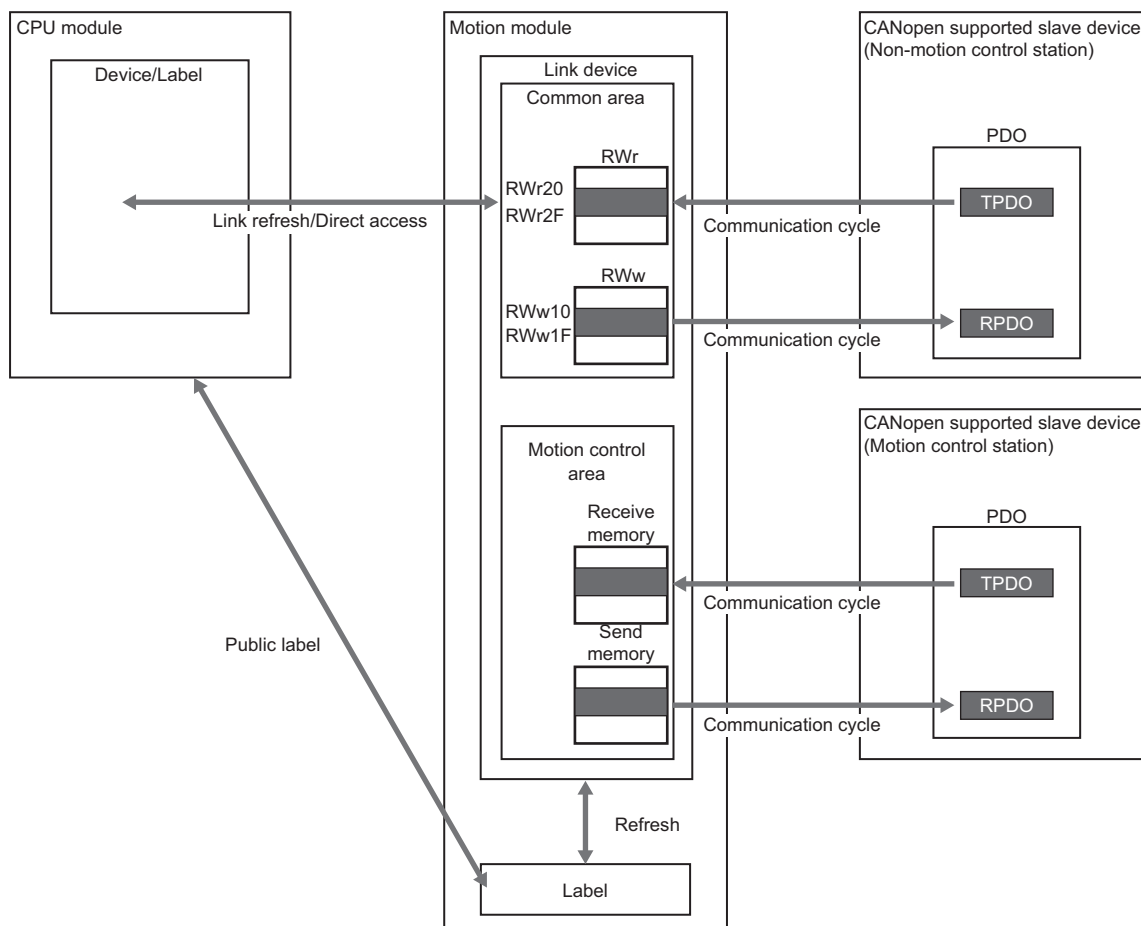 CPU module
Device/Label
Link refresh/Direct access
Public label
Motion module
Link device
Common area
RWr
RWr20
RWr2F
RWw
RWw10
RWw1F
Motion control
area
Receive
memory
Send
memory
Refresh
Label
Communication cycle
Communication cycle
Communication cycle
Communication cycle
CANopen supported slave device
(Non-motion control station)
PDO
TPDO
RPDO
CANopen supported slave device
(Motion control station)
PDO
TPDO
RPDO